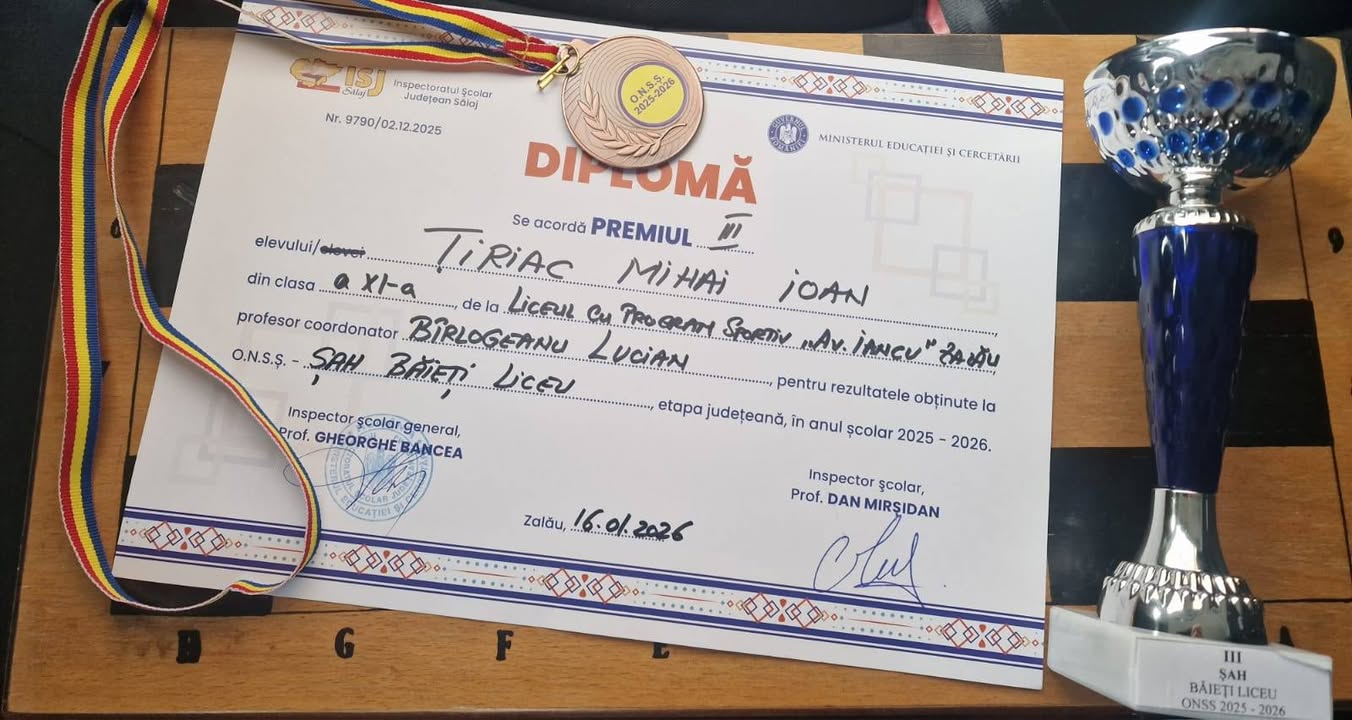 ISJ
Sălaj
Inspectoratul Școlar
Județean Sălaj
Nr. 9790/02.12.2025
O.N.S.Ș.
2025-2026
GUVERNUL ROMÂNIEI
MINISTERUL EDUCAȚIEI ȘI CERCETĂRII
DIPLOMĂ
Se acordă PREMIUL III
elevului/elevei ȚIRIAC MIHAI IOAN
din clasa a XI-a, de la LICEUL CU PROGRAM SPORTIV „AV. IANCU" ZALĂU
profesor coordonator BÎRLOGEANU LUCIAN, pentru rezultatele obținute la
O.N.S.Ș. - ȘAH BĂIEȚI LICEU, etapa județeană, în anul școlar 2025 - 2026.
Inspector școlar general,
Prof. GHEORGHE BANCEA
Inspector școlar,
Prof. DAN MIRȘIDAN
Zalău, 16.01.2026
G F E
III
ȘAH
BĂIEȚI LICEU
ONSS 2025 - 2026